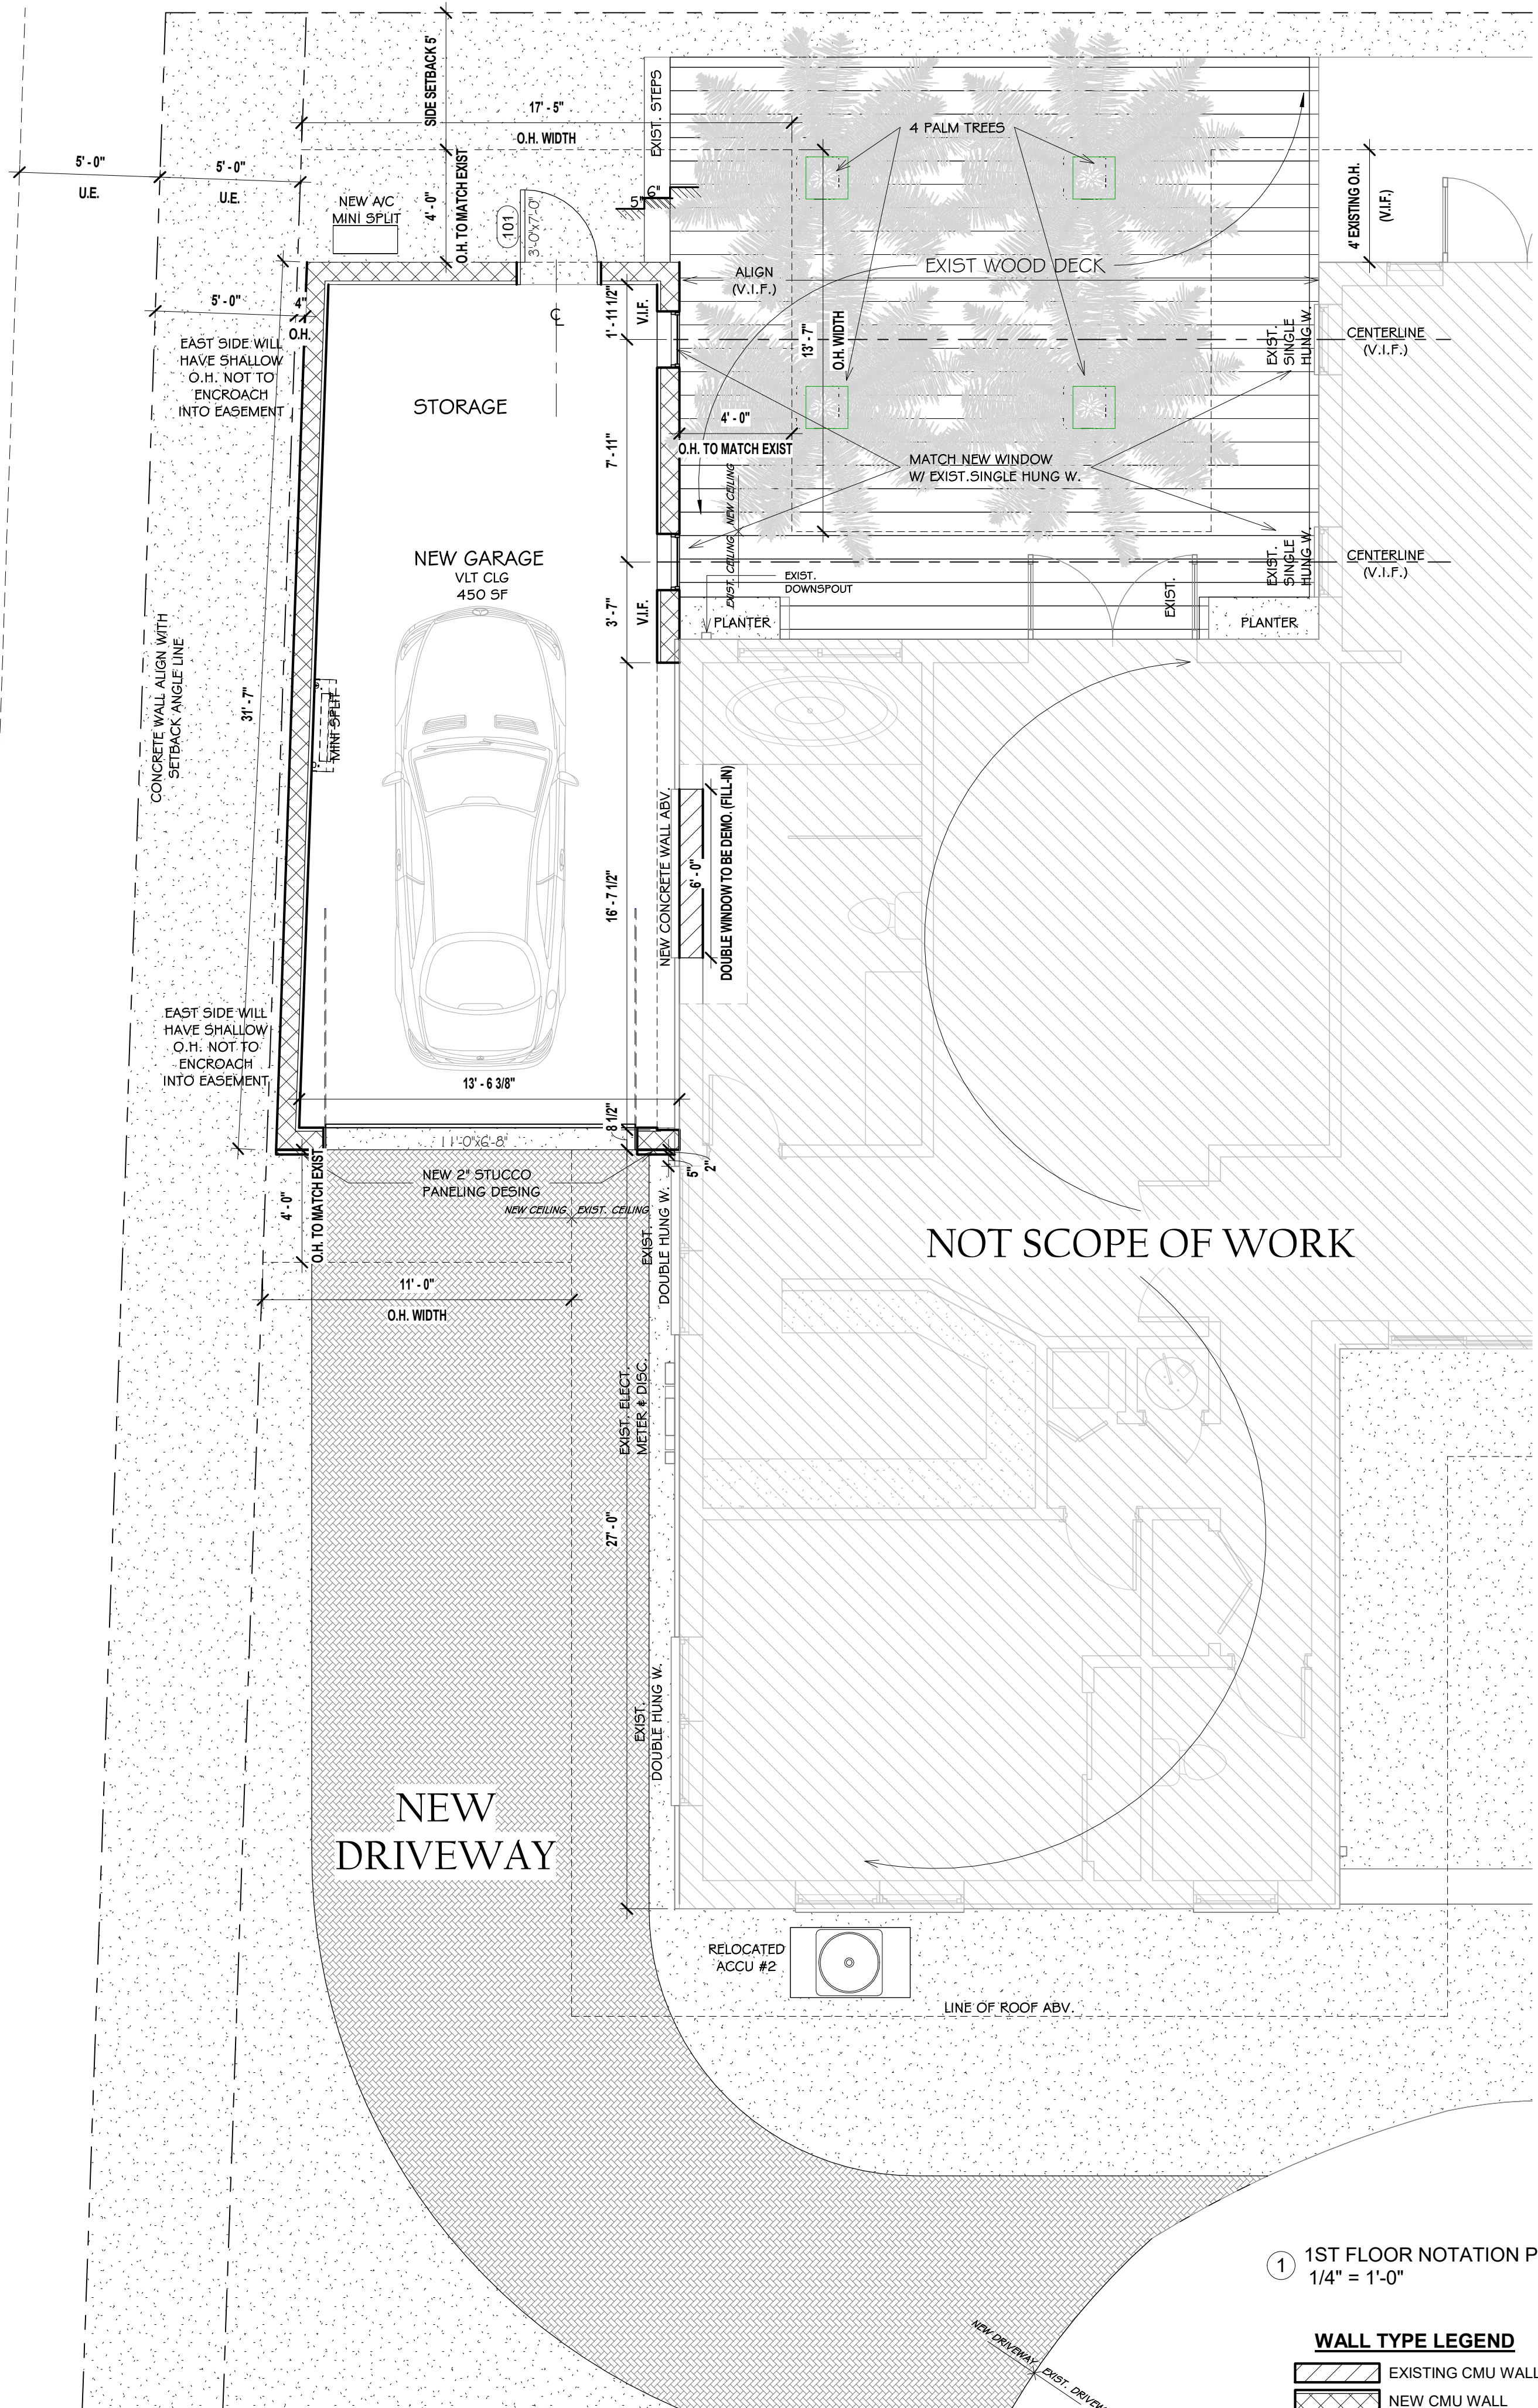 SIDE SETBACK 5'
17' - 5"
O.H. WIDTH
EXIST. STEPS
4 PALM TREES
5' - 0"
U.E.
5' - 0"
U.E.
NEW A/C
MINI SPLIT
4' - 0"
O.H. TO MATCH EXIST
101
3'-0"x7'-0"
5"
6"
4' EXISTING O.H.
(V.I.F.)
EXIST WOOD DECK
ALIGN
(V.I.F.)
5' - 0"
4"
O.H.
EAST SIDE WILL
HAVE SHALLOW
O.H. NOT TO
ENCROACH
INTO EASEMENT
CL
1' - 11 1/2"
V.I.F.
13' - 7"
O.H. WIDTH
EXIST.
SINGLE
HUNG W.
CENTERLINE
(V.I.F.)
STORAGE
4' - 0"
O.H. TO MATCH EXIST
7' - 11"
MATCH NEW WINDOW
W/ EXIST.SINGLE HUNG W.
EXIST. CEILING
NEW CEILING
NEW GARAGE
VLT CLG
450 SF
EXIST.
DOWNSPOUT
EXIST.
SINGLE
HUNG W.
CENTERLINE
(V.I.F.)
3' - 7"
V.I.F.
PLANTER
EXIST.
PLANTER
CONCRETE WALL ALIGN WITH
SETBACK ANGLE LINE
31' - 7"
MINI SPLIT
NEW CONCRETE WALL ABV.
6' - 0"
DOUBLE WINDOW TO BE DEMO. (FILL-IN)
16' - 7 1/2"
EAST SIDE WILL
HAVE SHALLOW
O.H. NOT TO
ENCROACH
INTO EASEMENT
13' - 6 3/8"
8 1/2"
11'-0"x6'-8"
4' - 0"
O.H. TO MATCH EXIST.
NEW 2" STUCCO
PANELING DESING
5"
2"
NEW CEILING
EXIST. CEILING
EXIST.
DOUBLE HUNG W.
NOT SCOPE OF WORK
11' - 0"
O.H. WIDTH
EXIST. ELECT.
METER & DISC.
27' - 0"
EXIST.
DOUBLE HUNG W.
NEW
DRIVEWAY
RELOCATED
ACCU #2
LINE OF ROOF ABV.
1
1ST FLOOR NOTATION P
1/4" = 1'-0"
NEW DRIVEWAY
EXIST. DRIVEW
WALL TYPE LEGEND
EXISTING CMU WALL
NEW CMU WALL